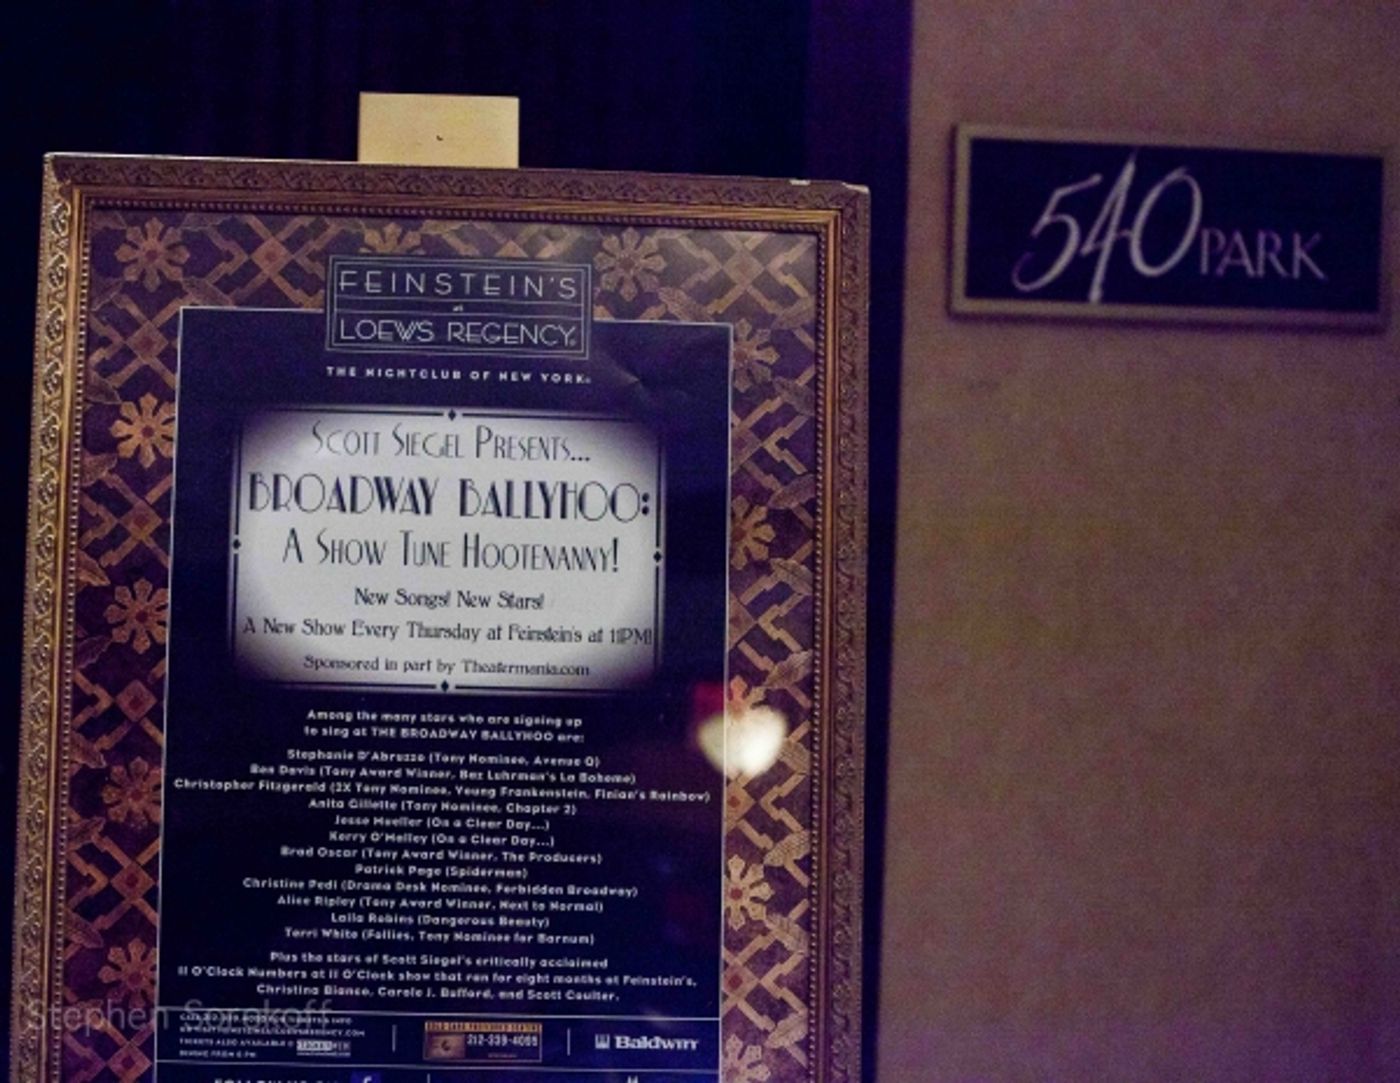 FEINSTEIN'S
at
LOEWS REGENCY
THE NIGHTCLUB OF NEW YORK
SCOTT SIEGEL PRESENTS...
BROADWAY BALLYHOO:
A SHOW TUNE HOOTENANNY!
New Songs! New Stars!
A New Show Every Thursday at Feinstein's at 11PM!
Sponsored in part by Theatermania.com
Among the many stars who are signing up
to sing at THE BROADWAY BALLYHOO are:
Stephanie D'Abruzzo (Tony Nominee, Avenue Q)
Ben Davis (Tony Award Winner, Baz Luhrman's La Boheme)
Christopher Fitzgerald (2X Tony Nominee, Young Frankenstein, Finian's Rainbow)
Anita Gillette (Tony Nominee, Chapter 2)
Jesse Mueller (On a Clear Day...)
Kerry O'Malley (On a Clear Day...)
Brad Oscar (Tony Award Winner, The Producers)
Patrick Page (Spiderman)
Christine Pedi (Drama Desk Nominee, Forbidden Broadway)
Alice Ripley (Tony Award Winner, Next to Normal)
Laila Robins (Dangerous Beauty)
Terri White (Follies, Tony Nominee for Barnum)
Plus the stars of Scott Siegel's critically acclaimed
11 O'Clock Numbers at 11 O'Clock show that ran for eight months at Feinstein's,
Christina Bianco, Carole J. Bufford, and Scott Coulter.
TICKETS ALSO AVAILABLE @
212-339-4095
Baldwin
540 PARK
Stephen Sorokoff